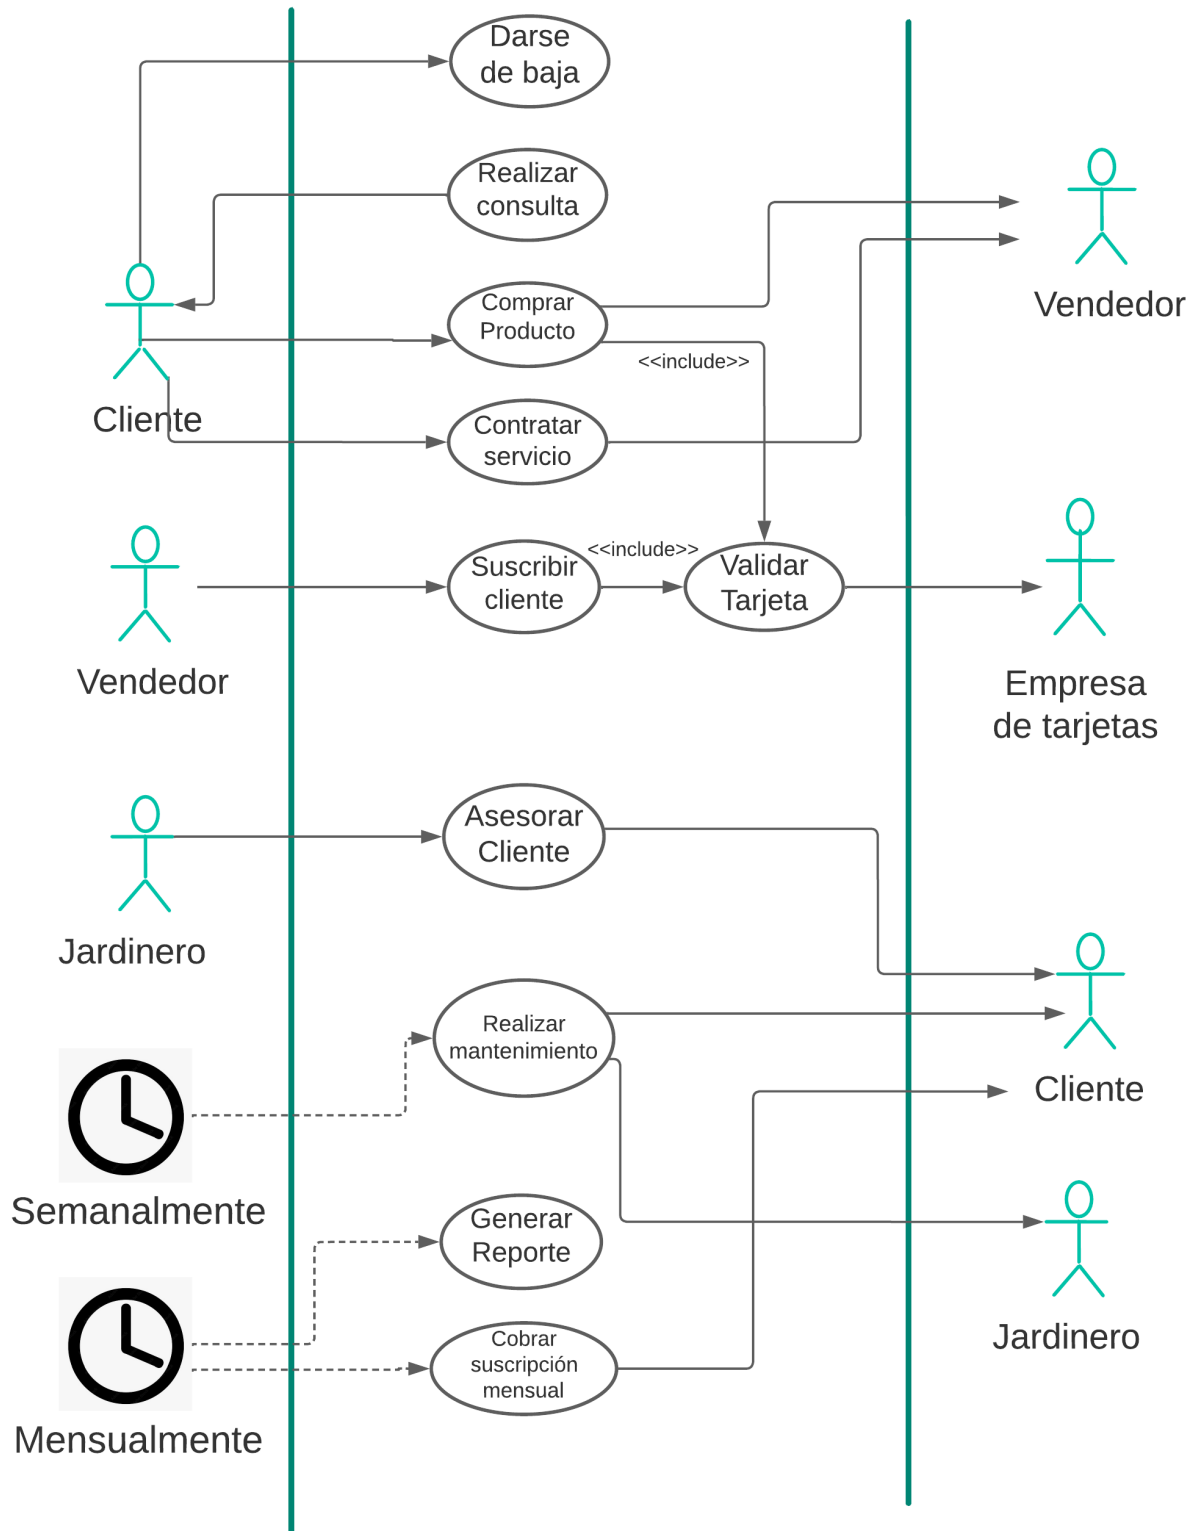 Darse
de baja
Realizar
consulta
Vendedor
Comprar
Producto
<<include>>
Cliente
Contratar
servicio
<<include>>
Suscribir
cliente
Validar
Tarjeta
Vendedor
Empresa
de tarjetas
Asesorar
Cliente
Jardinero
Realizar
mantenimiento
Cliente
Semanalmente
Generar
Reporte
Jardinero
Cobrar
suscripción
mensual
Mensualmente